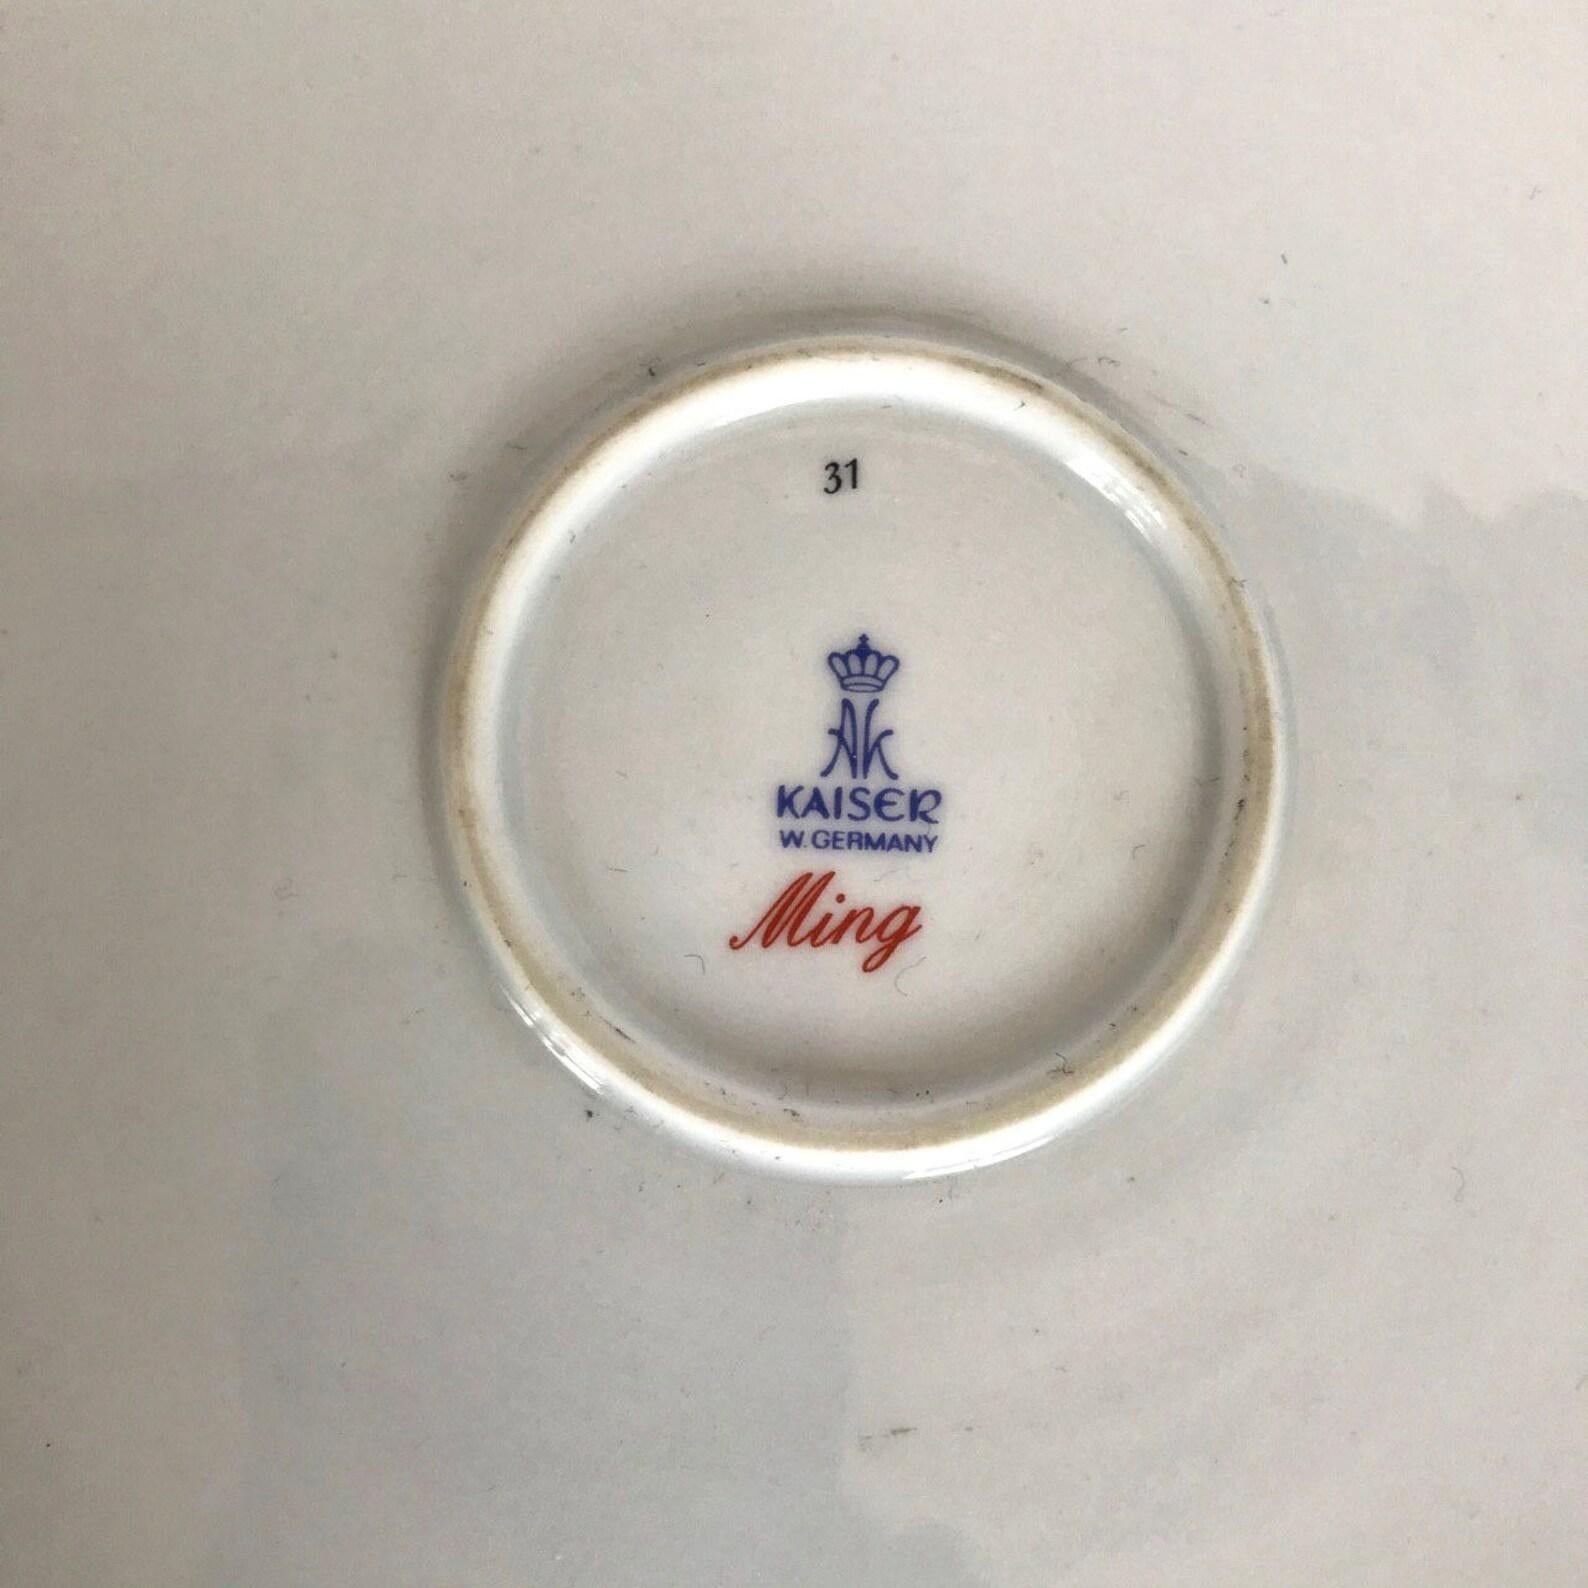 31
AK
KAISER
W. GERMANY
Ming